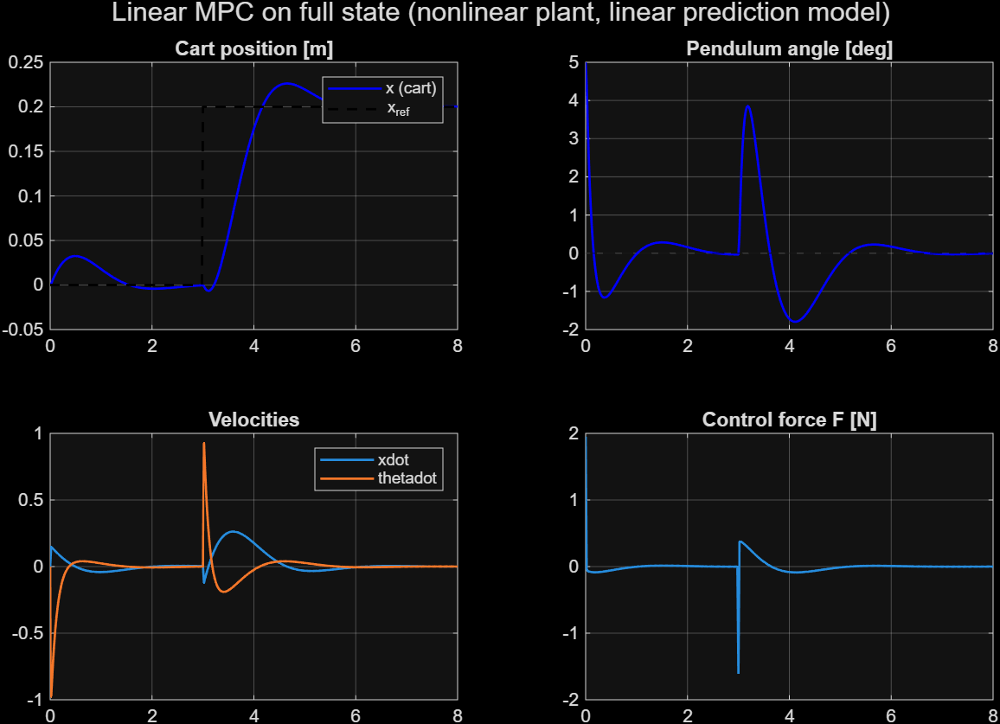 Linear MPC on full state (nonlinear plant, linear prediction model)
Cart position [m]
0.25
0.2
0.15
0.1
0.05
0
-0.05
0 2 4 6 8
x (cart)
x_ref
Pendulum angle [deg]
5
4
3
2
1
0
-1
-2
0 2 4 6 8
Velocities
1
0.5
0
-0.5
-1
0 2 4 6 8
xdot
thetadot
Control force F [N]
2
1
0
-1
-2
0 2 4 6 8